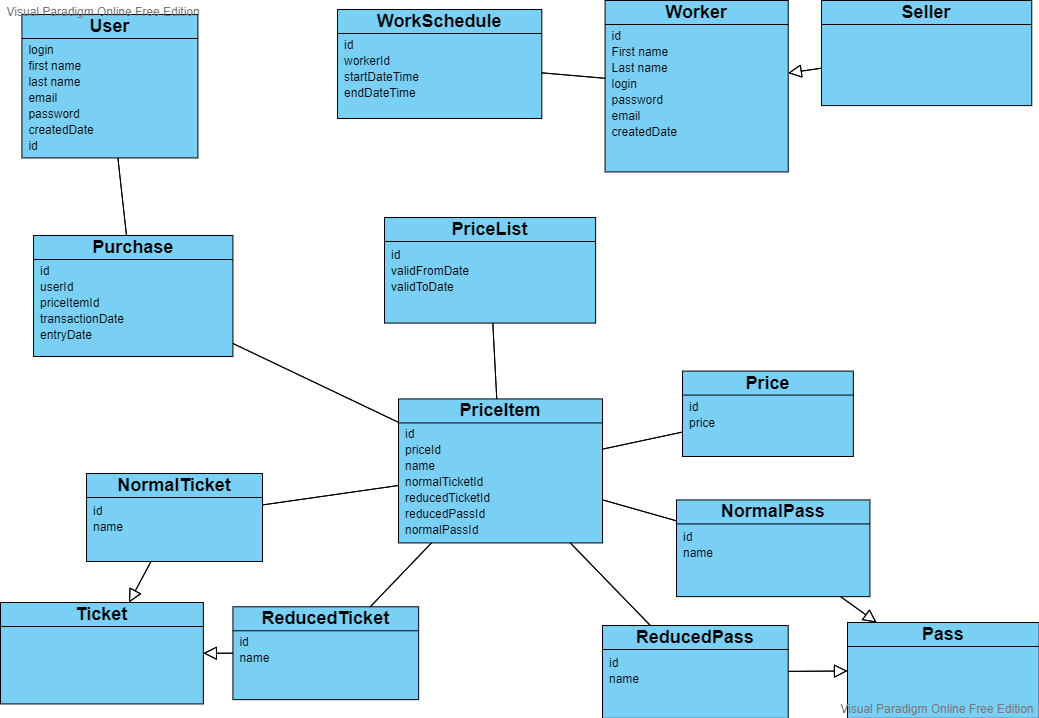 Visual Paradigm Online Free Edition
User
login
first name
last name
email
password
createdDate
id
WorkSchedule
id
workerId
startDateTime
endDateTime
Worker
id
First name
Last name
login
password
email
createdDate
Seller
Purchase
id
userId
priceItemId
transactionDate
entryDate
PriceList
id
validFromDate
validToDate
PriceItem
id
priceId
name
normalTicketId
reducedTicketId
reducedPassId
normalPassId
Price
id
price
NormalTicket
id
name
NormalPass
id
name
Ticket
ReducedTicket
id
name
ReducedPass
id
name
Pass
Visual Paradigm Online Free Edition